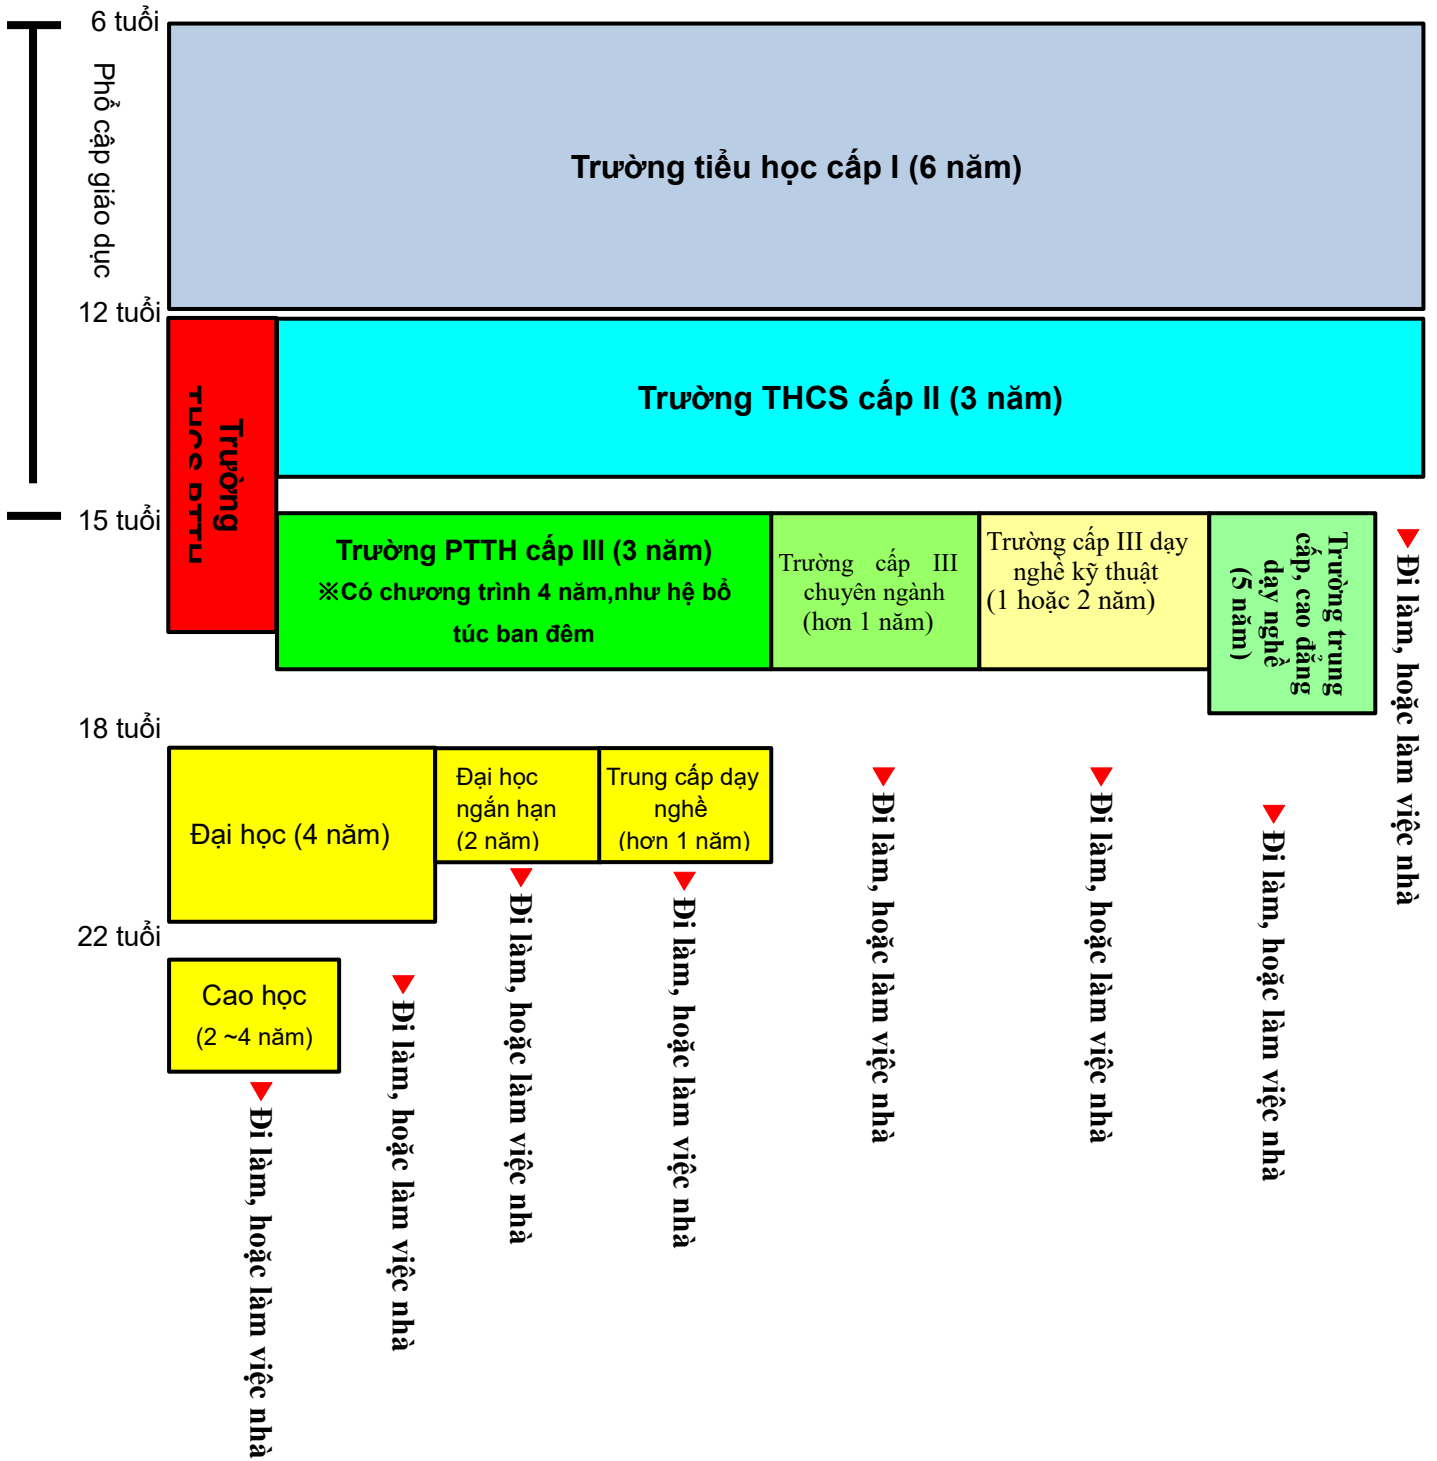 6 tuổi
Phổ cập giáo dục
Trường tiểu học cấp I (6 năm)
12 tuổi
Trường
THCS PTTH
Trường THCS cấp II (3 năm)
15 tuổi
Trường PTTH cấp III (3 năm)
※Có chương trình 4 năm,như hệ bổ
túc ban đêm
Trường cấp III
chuyên ngành
(hơn 1 năm)
Trường cấp III dạy
nghề kỹ thuật
(1 hoặc 2 năm)
Trường trung
cấp, cao đẳng
dạy nghề
(5 năm)
Đi làm, hoặc làm việc nhà
18 tuổi
Đại học (4 năm)
Đại học
ngắn hạn
(2 năm)
Trung cấp dạy
nghề
(hơn 1 năm)
Đi làm, hoặc làm việc nhà
Đi làm, hoặc làm việc nhà
Đi làm, hoặc làm việc nhà
Đi làm, hoặc làm việc nhà
Đi làm, hoặc làm việc nhà
22 tuổi
Cao học
(2 ~4 năm)
Đi làm, hoặc làm việc nhà
Đi làm, hoặc làm việc nhà